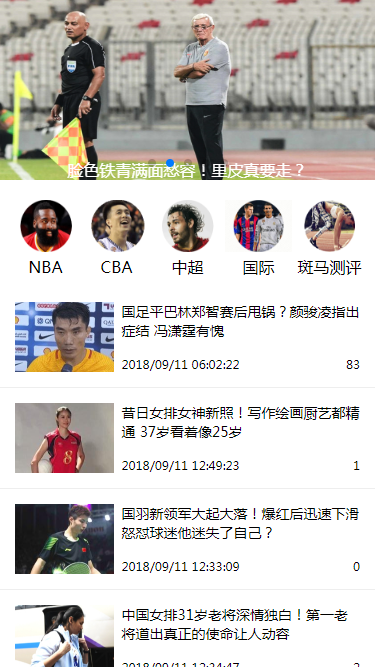 脸色铁青满面愁容！里皮真要走？
NBA
CBA
中超
国际
斑马测评
国足平巴林郑智赛后甩锅？颜骏凌指出
症结 冯潇霆有愧
2018/09/11 06:02:22
83
昔日女排女神新照！写作绘画厨艺都精
通 37岁看着像25岁
2018/09/11 12:49:23
1
国羽新领军大起大落！爆红后迅速下滑
怒怼球迷他迷失了自己？
2018/09/11 12:33:09
0
中国女排31岁老将深情独白！第一老
将道出真正的使命让人动容
2018/09/11 12:34:47